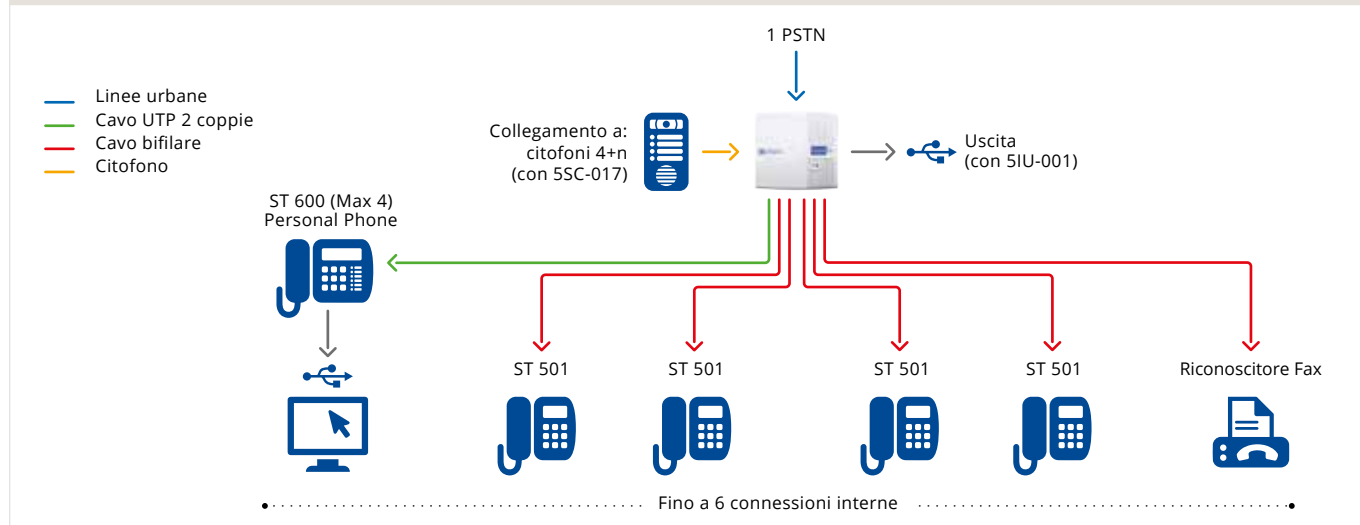 1 PSTN
Linee urbane
Cavo UTP 2 coppie
Cavo bifilare
Citofono
Collegamento a:
citofoni 4+n
(con 5SC-017)
Uscita
(con 5IU-001)
ST 600 (Max 4)
Personal Phone
ST 501
ST 501
ST 501
ST 501
Riconoscitore Fax
Fino a 6 connessioni interne